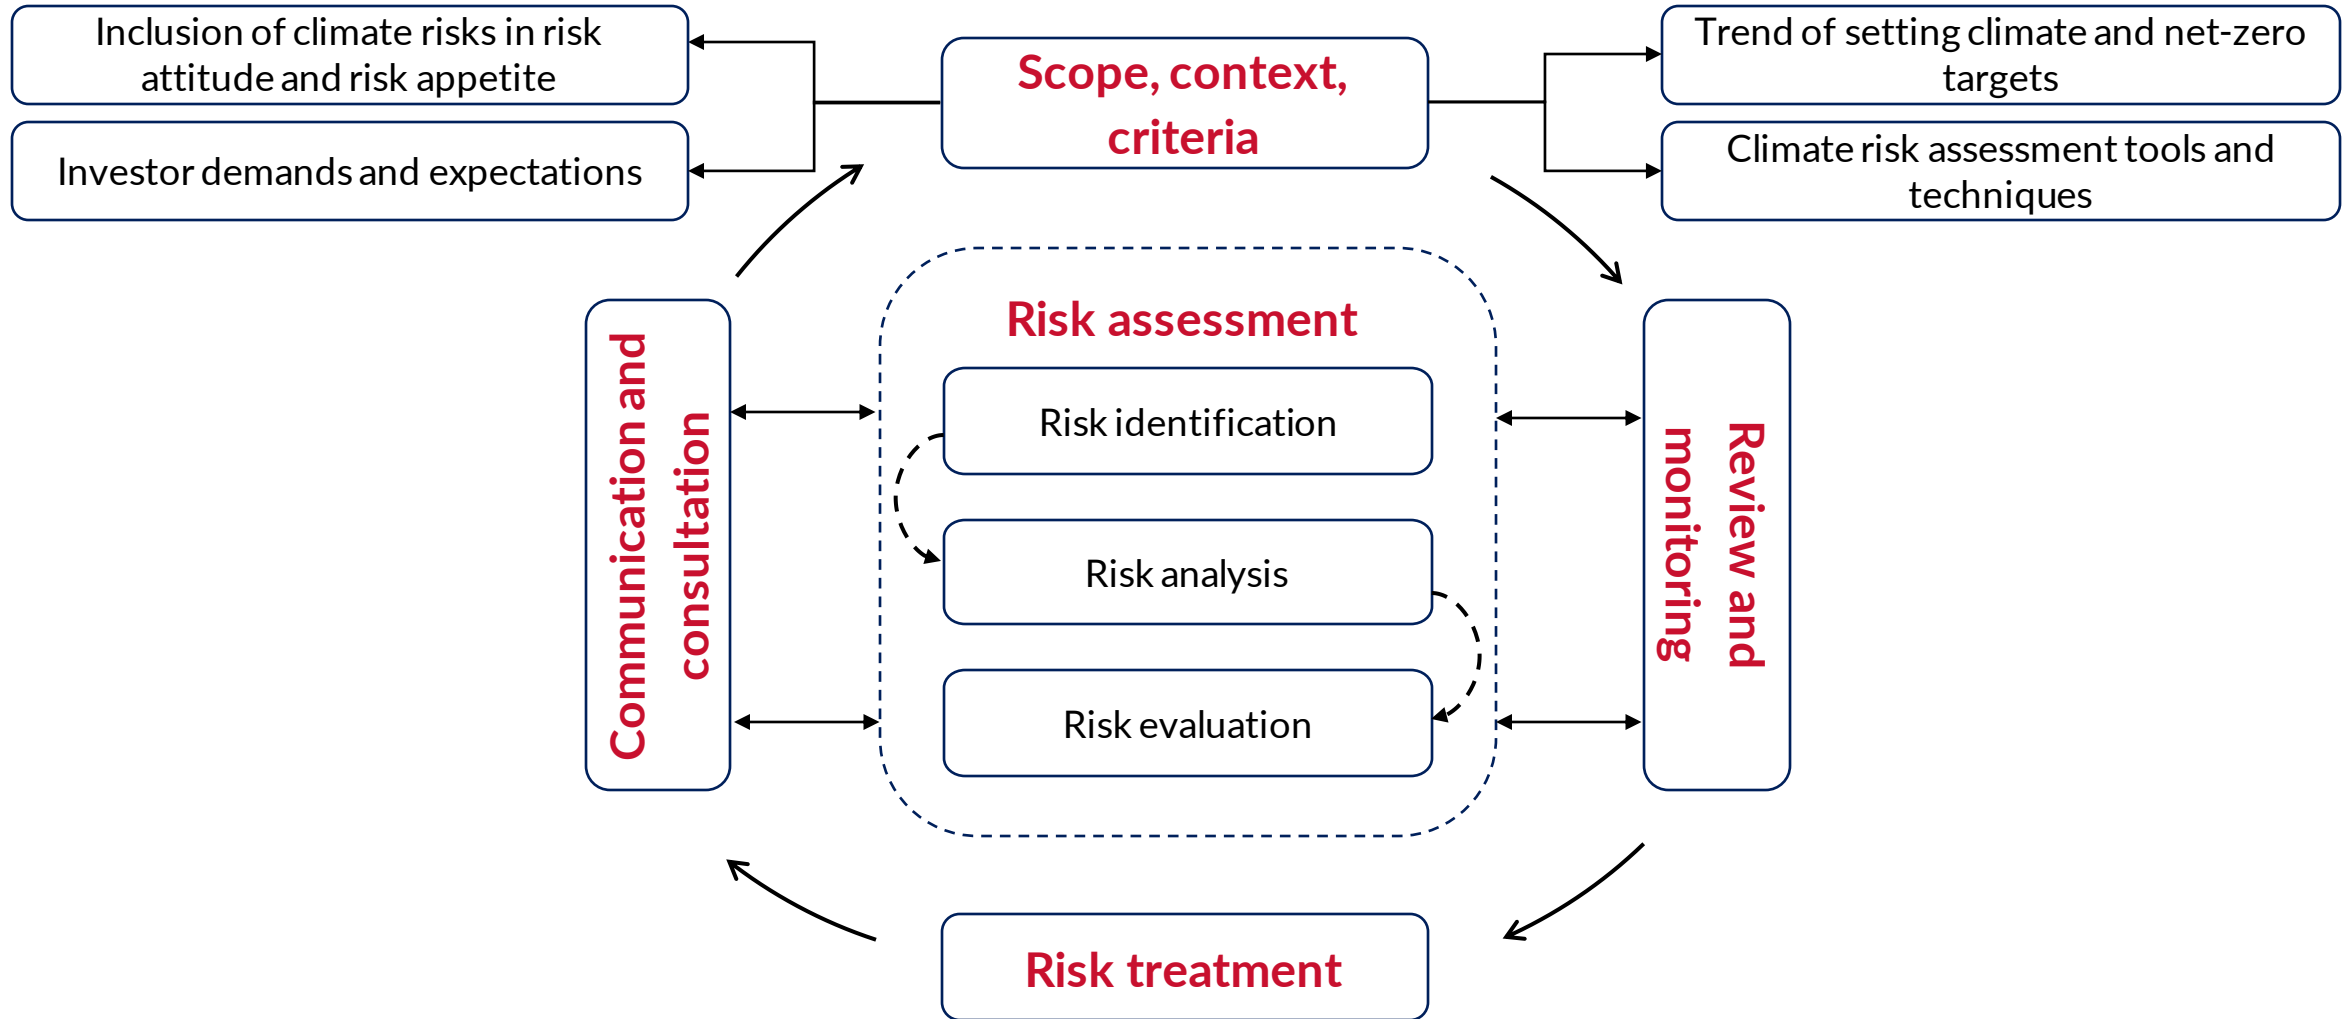 Inclusion of climate risks in risk
attitude and risk appetite
Investor demands and expectations
Scope, context,
criteria
Trend of setting climate and net-zero
targets
Climate risk assessment tools and
techniques
Communication and
consultation
Risk assessment
Risk identification
Risk analysis
Risk evaluation
Review and
monitoring
Risk treatment